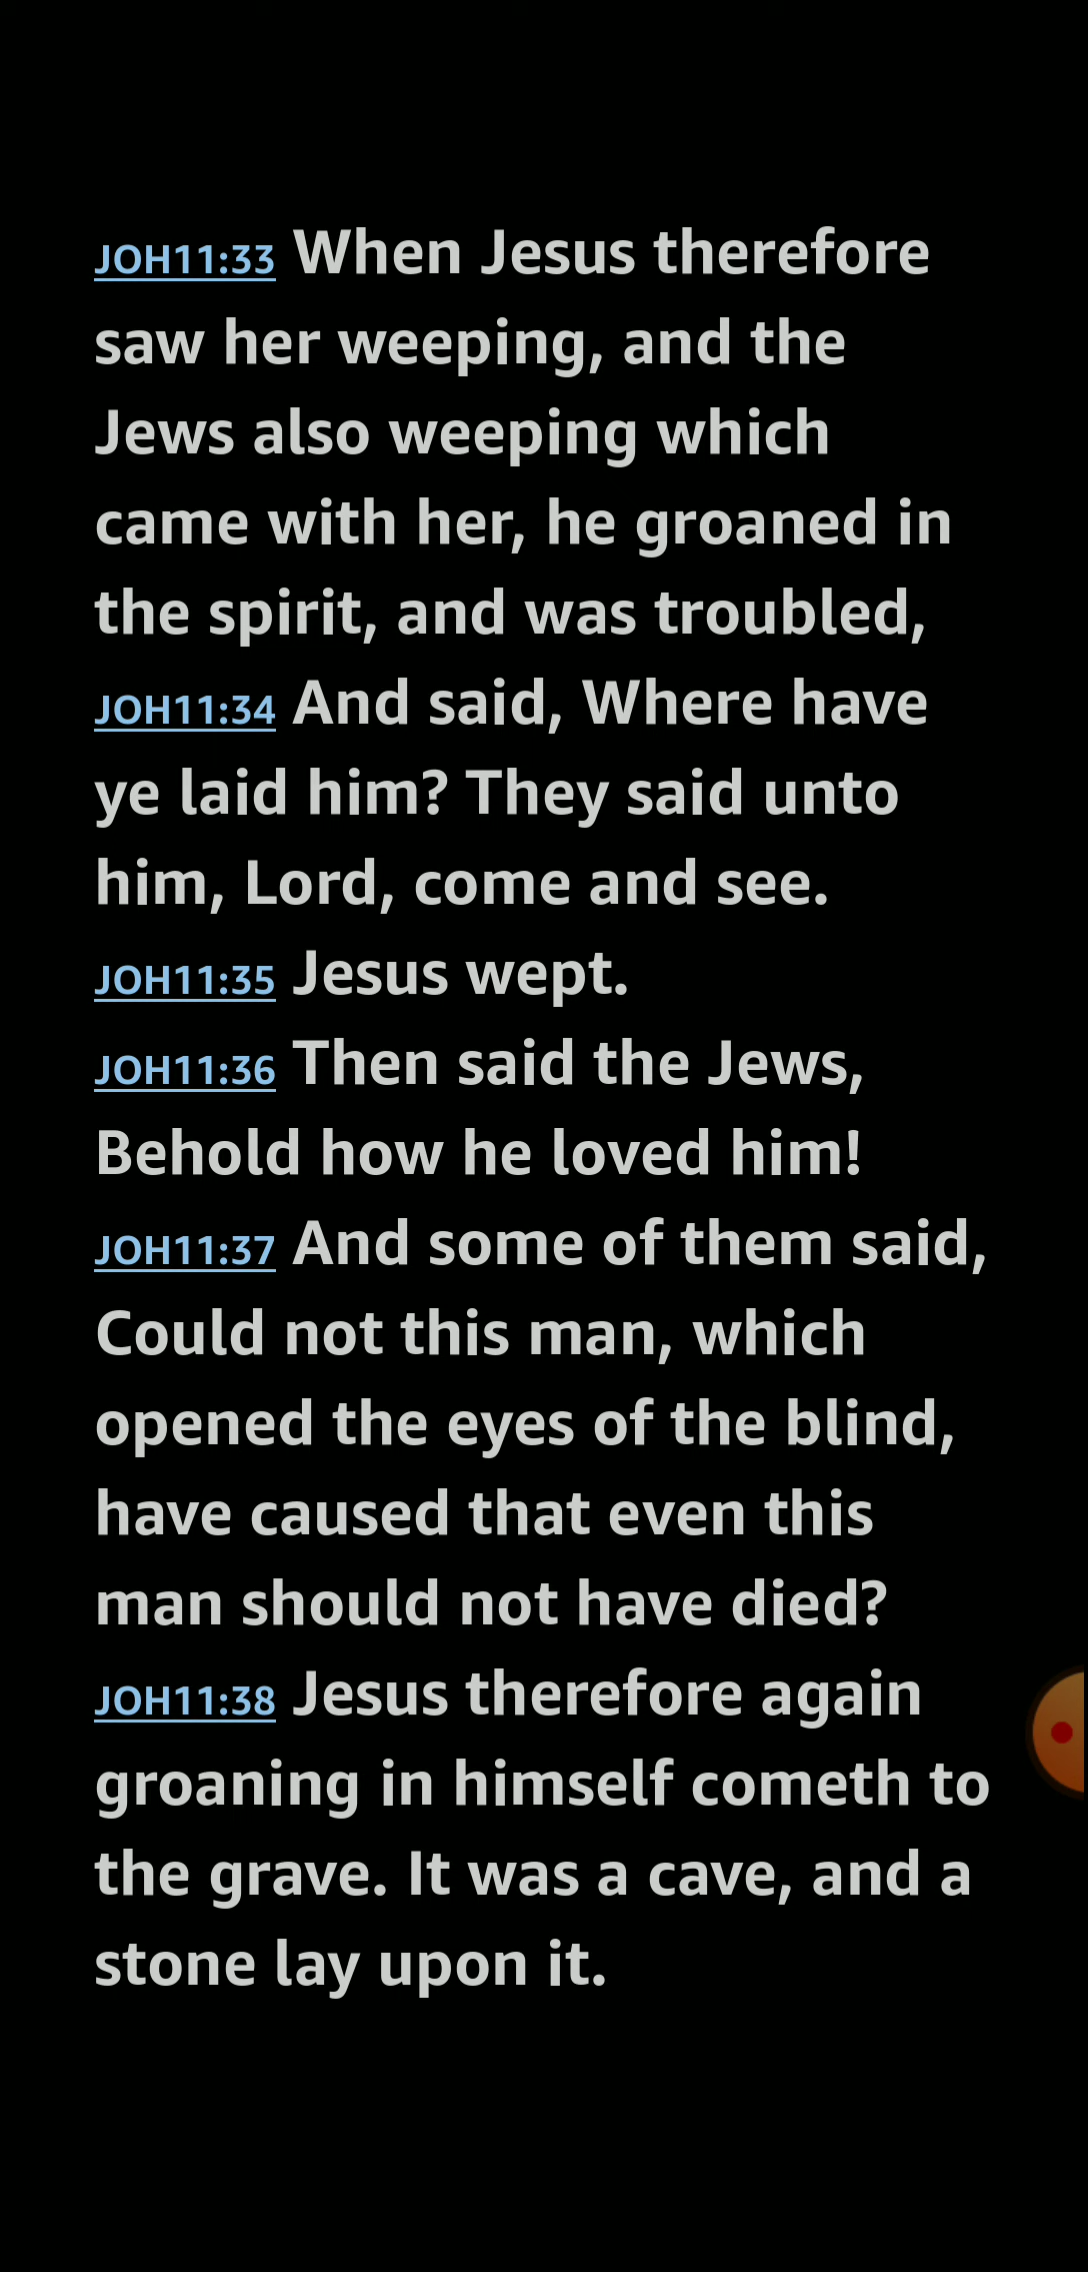 JOH11:33 When Jesus therefore
saw her weeping, and the
Jews also weeping which
came with her, he groaned in
the spirit, and was troubled,
JOH11:34 And said, Where have
ye laid him? They said unto
him, Lord, come and see.
JOH11:35 Jesus wept.
JOH11:36 Then said the Jews,
Behold how he loved him!
JOH11:37 And some of them said,
Could not this man, which
opened the eyes of the blind,
have caused that even this
man should not have died?
JOH11:38 Jesus therefore again
groaning in himself cometh to
the grave. It was a cave, and a
stone lay upon it.